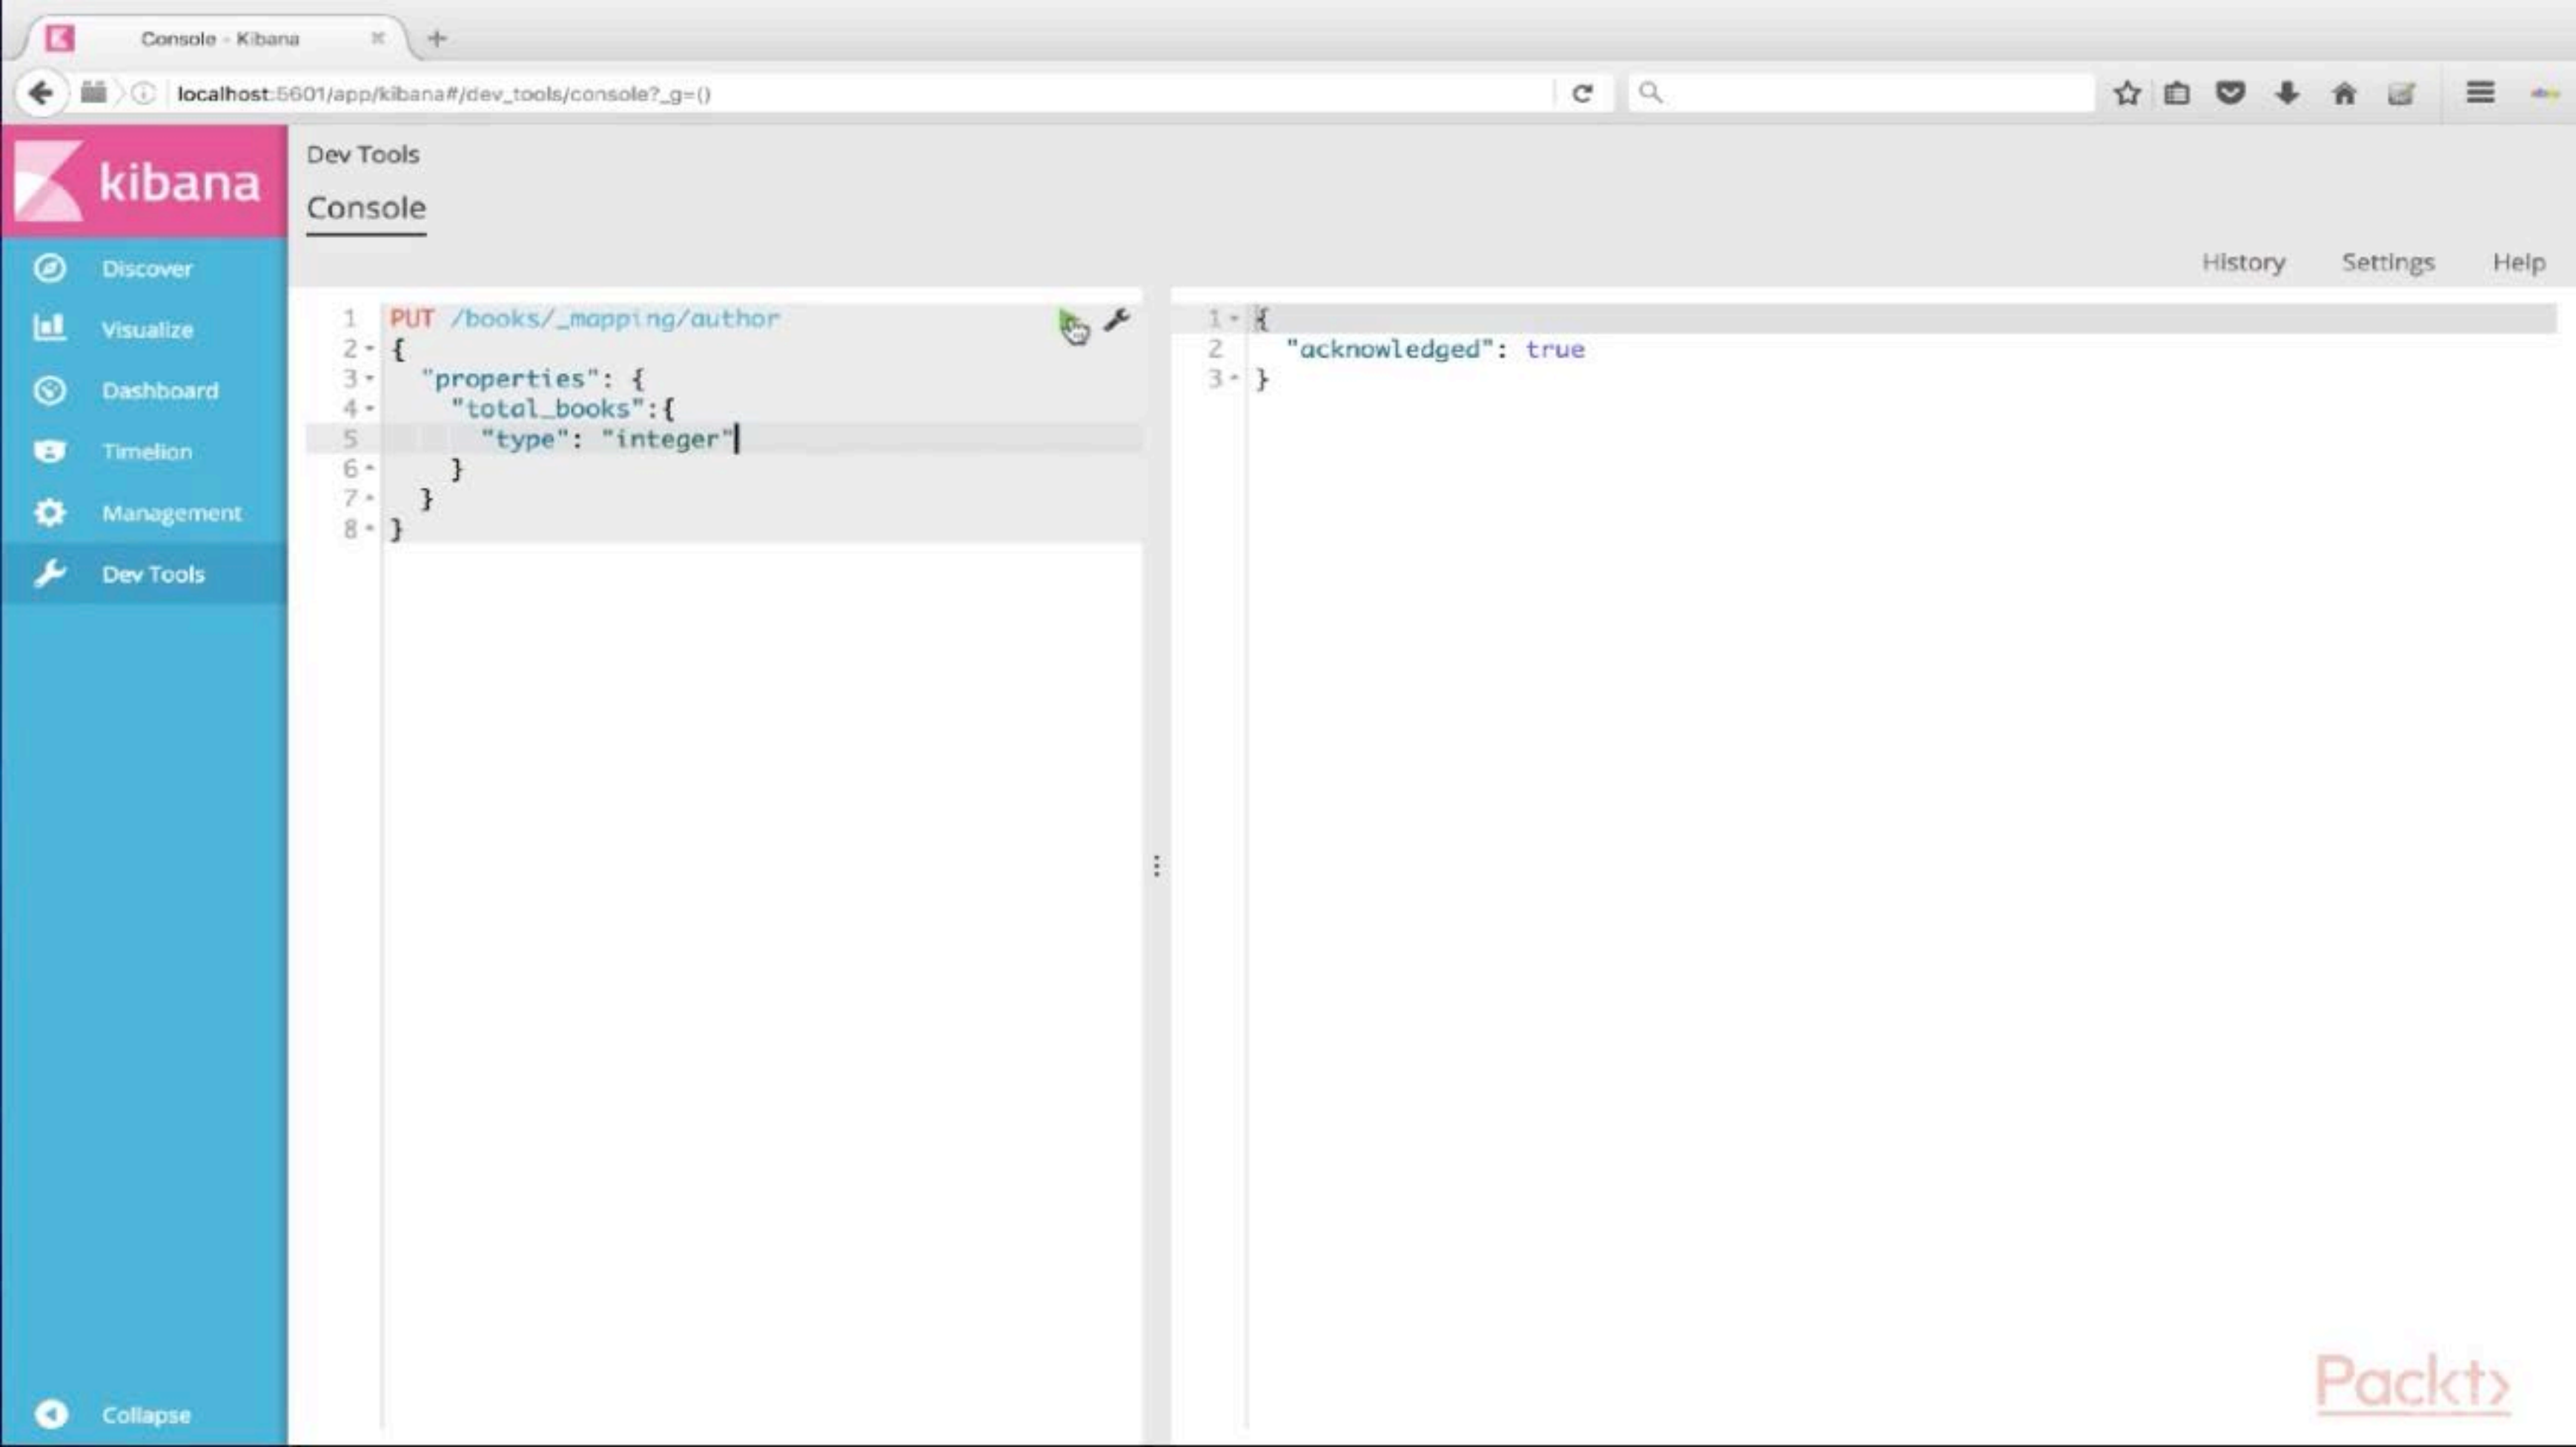 Console - Kibana
localhost:5601/app/kibana#/dev_tools/console?_g=()
kibana
Discover
Visualize
Dashboard
Timelion
Management
Dev Tools
Collapse
Dev Tools
Console
History Settings Help
1 PUT /books/_mapping/author
2 {
3 "properties": {
4 "total_books":{
5 "type": "integer"
6 }
7 }
8 }
1 {
2 "acknowledged": true
3 }
Packt>